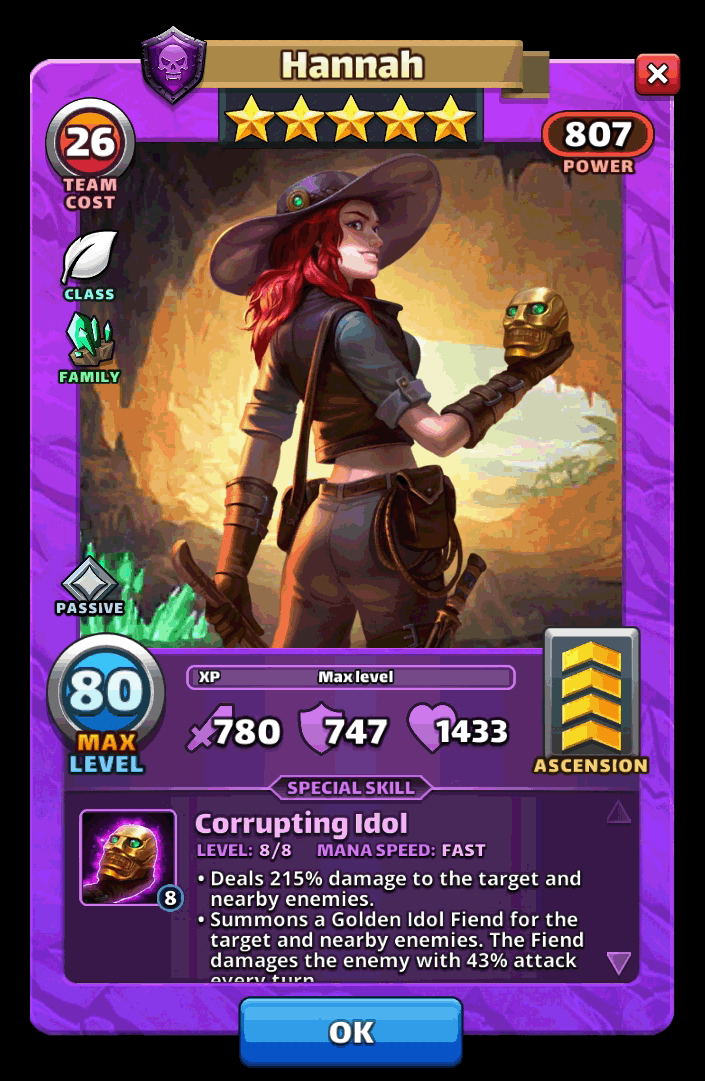 Hannah
26
TEAM
COST
807
POWER
CLASS
FAMILY
PASSIVE
80
MAX
LEVEL
XP
Max level
780
747
1433
ASCENSION
SPECIAL SKILL
Corrupting Idol
LEVEL: 8/8 MANA SPEED: FAST
8
• Deals 215% damage to the target and
nearby enemies.
• Summons a Golden Idol Fiend for the
target and nearby enemies. The Fiend
damages the enemy with 43% attack
every turn
OK